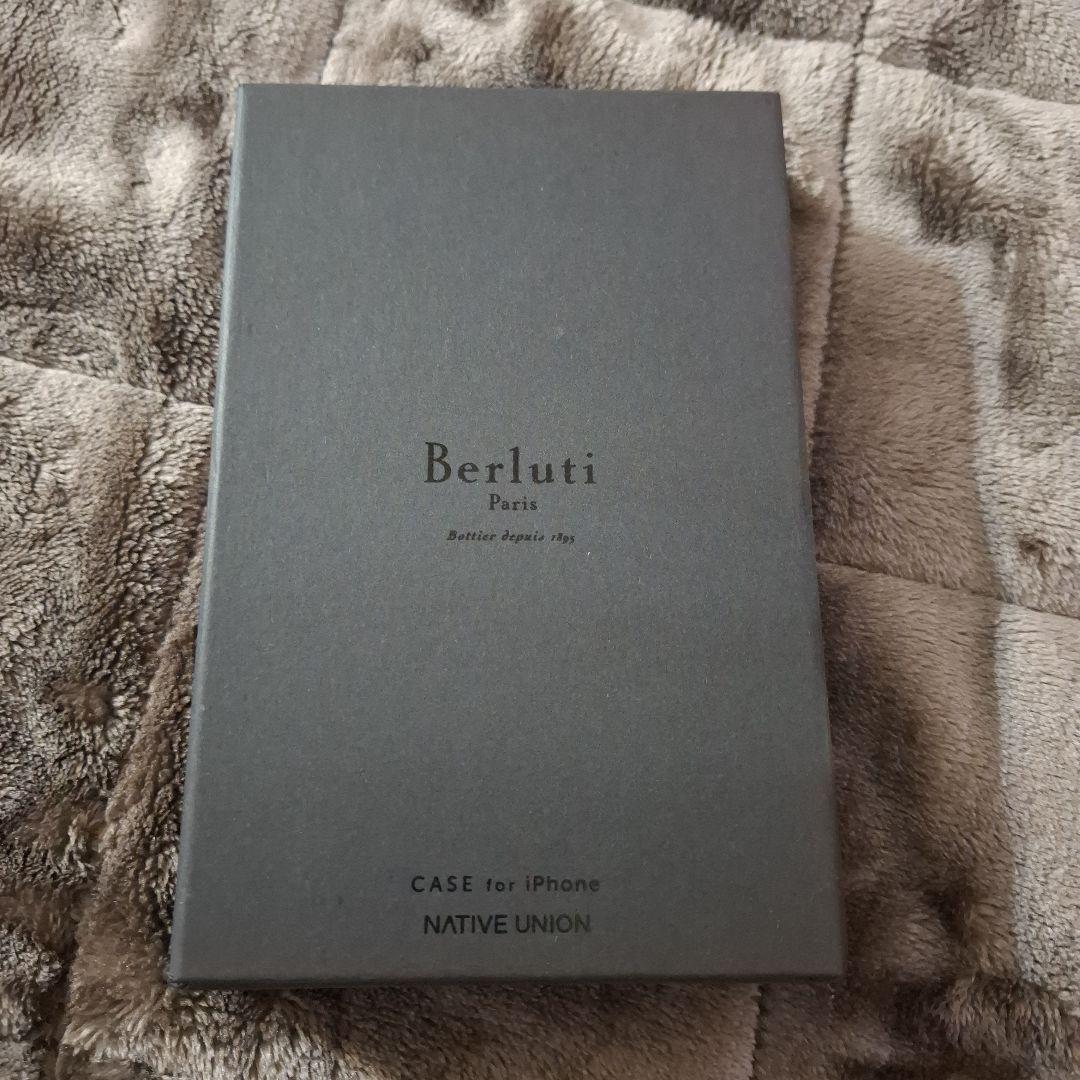 Berluti
Paris
Bottier depuis 1895
CASE for iPhone
NATIVE UNION